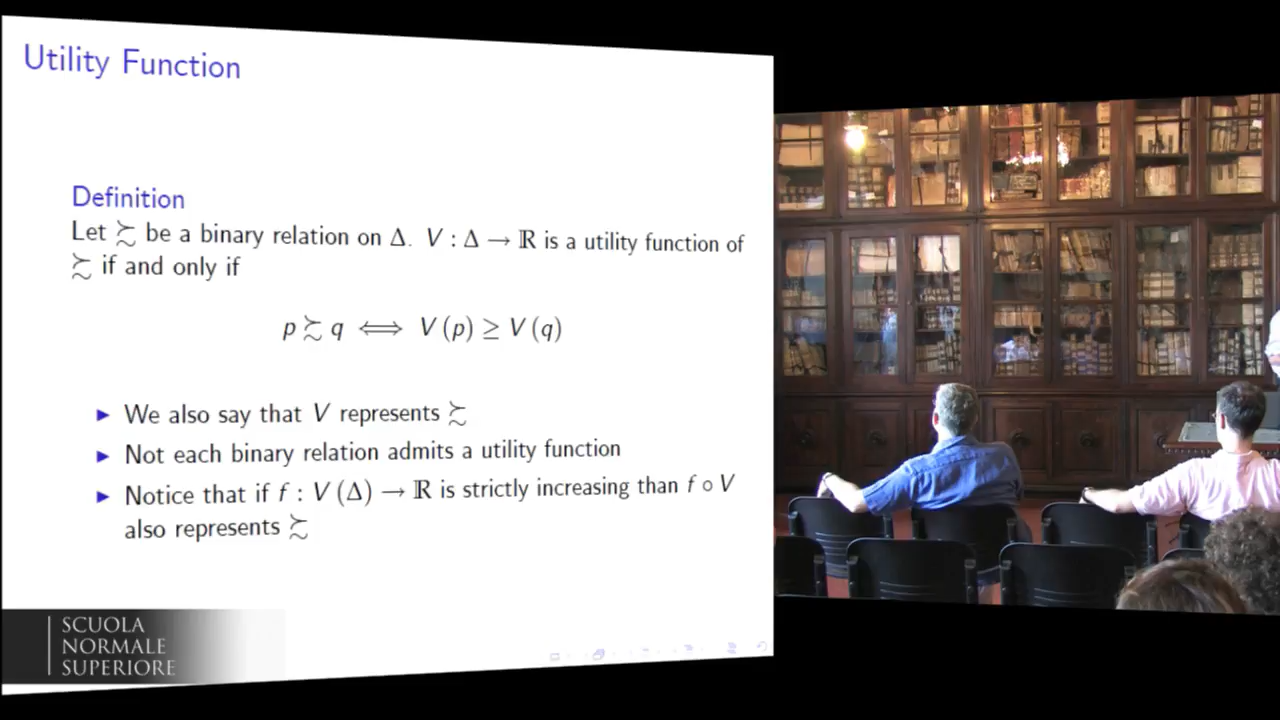 Utility Function
Definition
Let ≿ be a binary relation on Δ. V : Δ → ℝ is a utility function of
≿ if and only if
p ≿ q ⟺ V (p) ≥ V (q)
▶ We also say that V represents ≿
▶ Not each binary relation admits a utility function
▶ Notice that if f : V (Δ) → ℝ is strictly increasing than f ∘ V
also represents ≿
SCUOLA
NORMALE
SUPERIORE